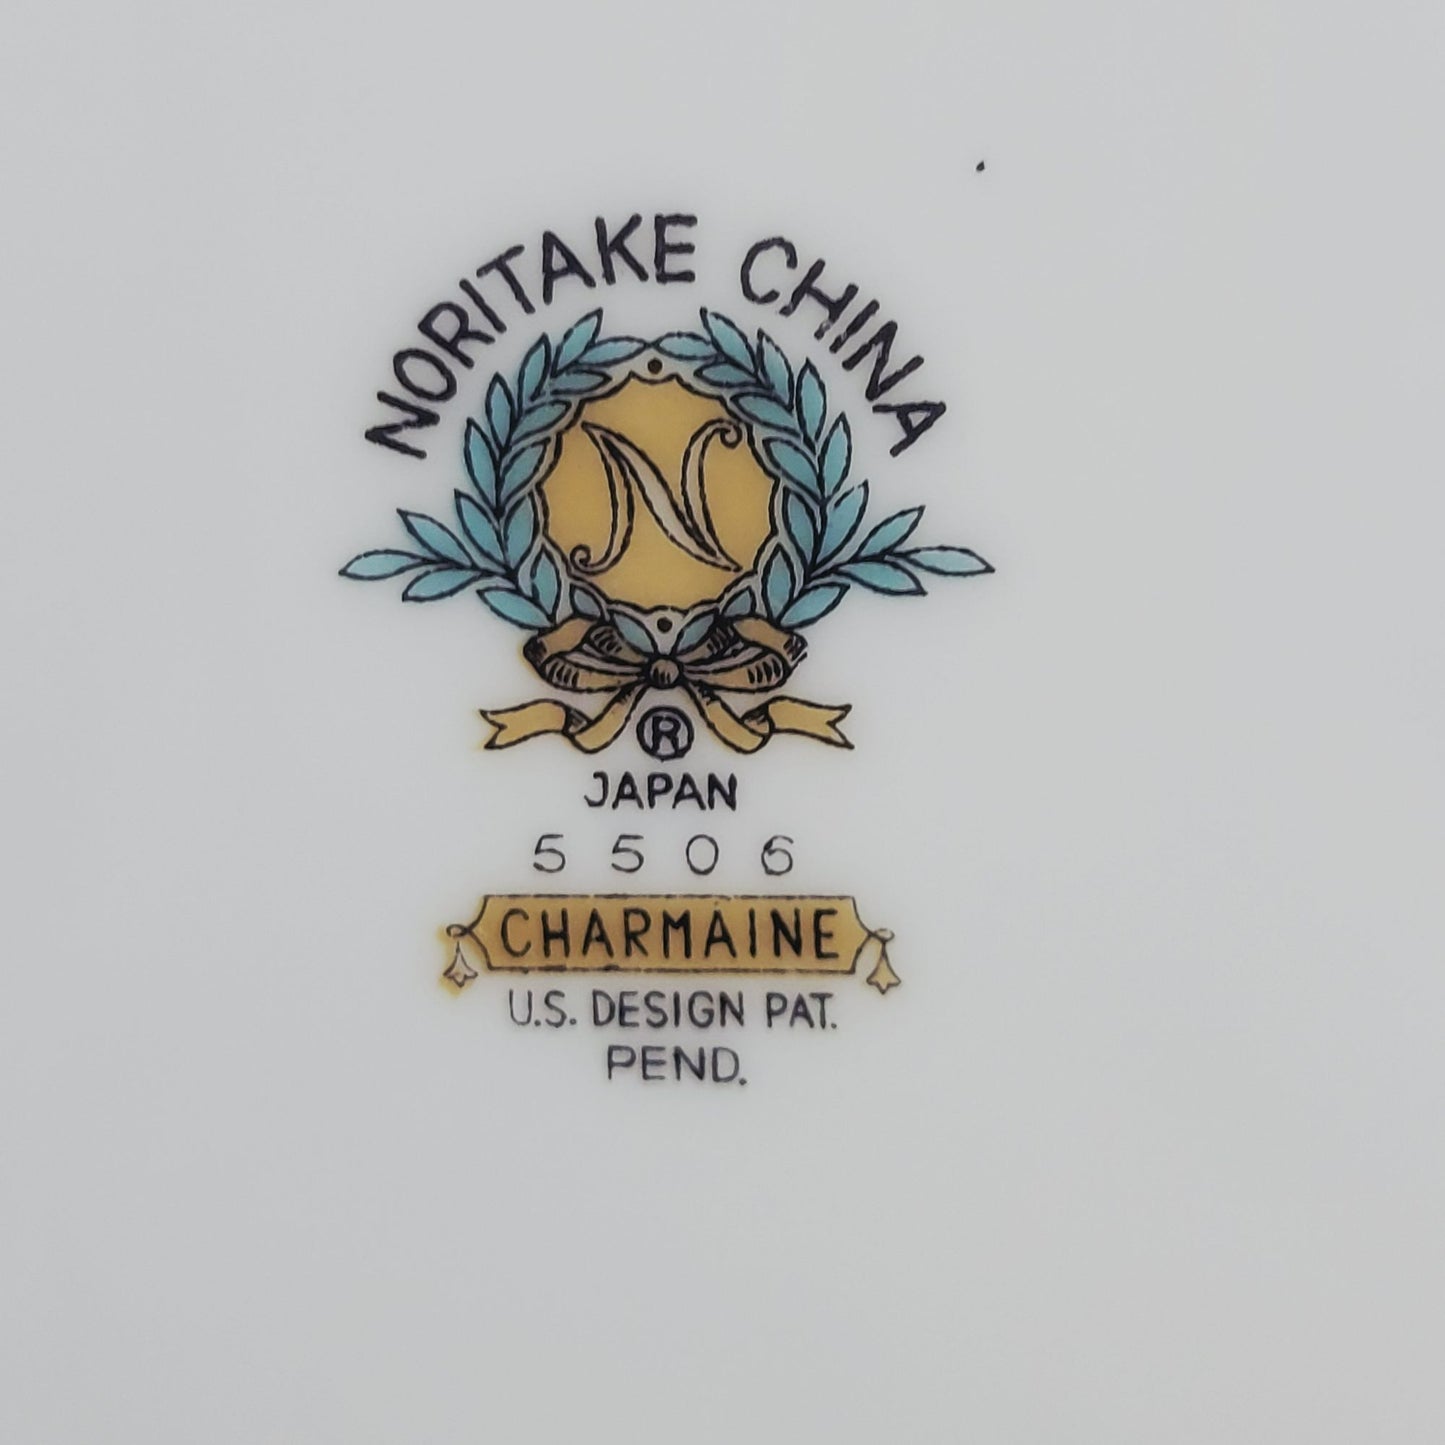 NORITAKE CHINA
N
®
JAPAN
5506
CHARMAINE
U.S. DESIGN PAT.
PEND.